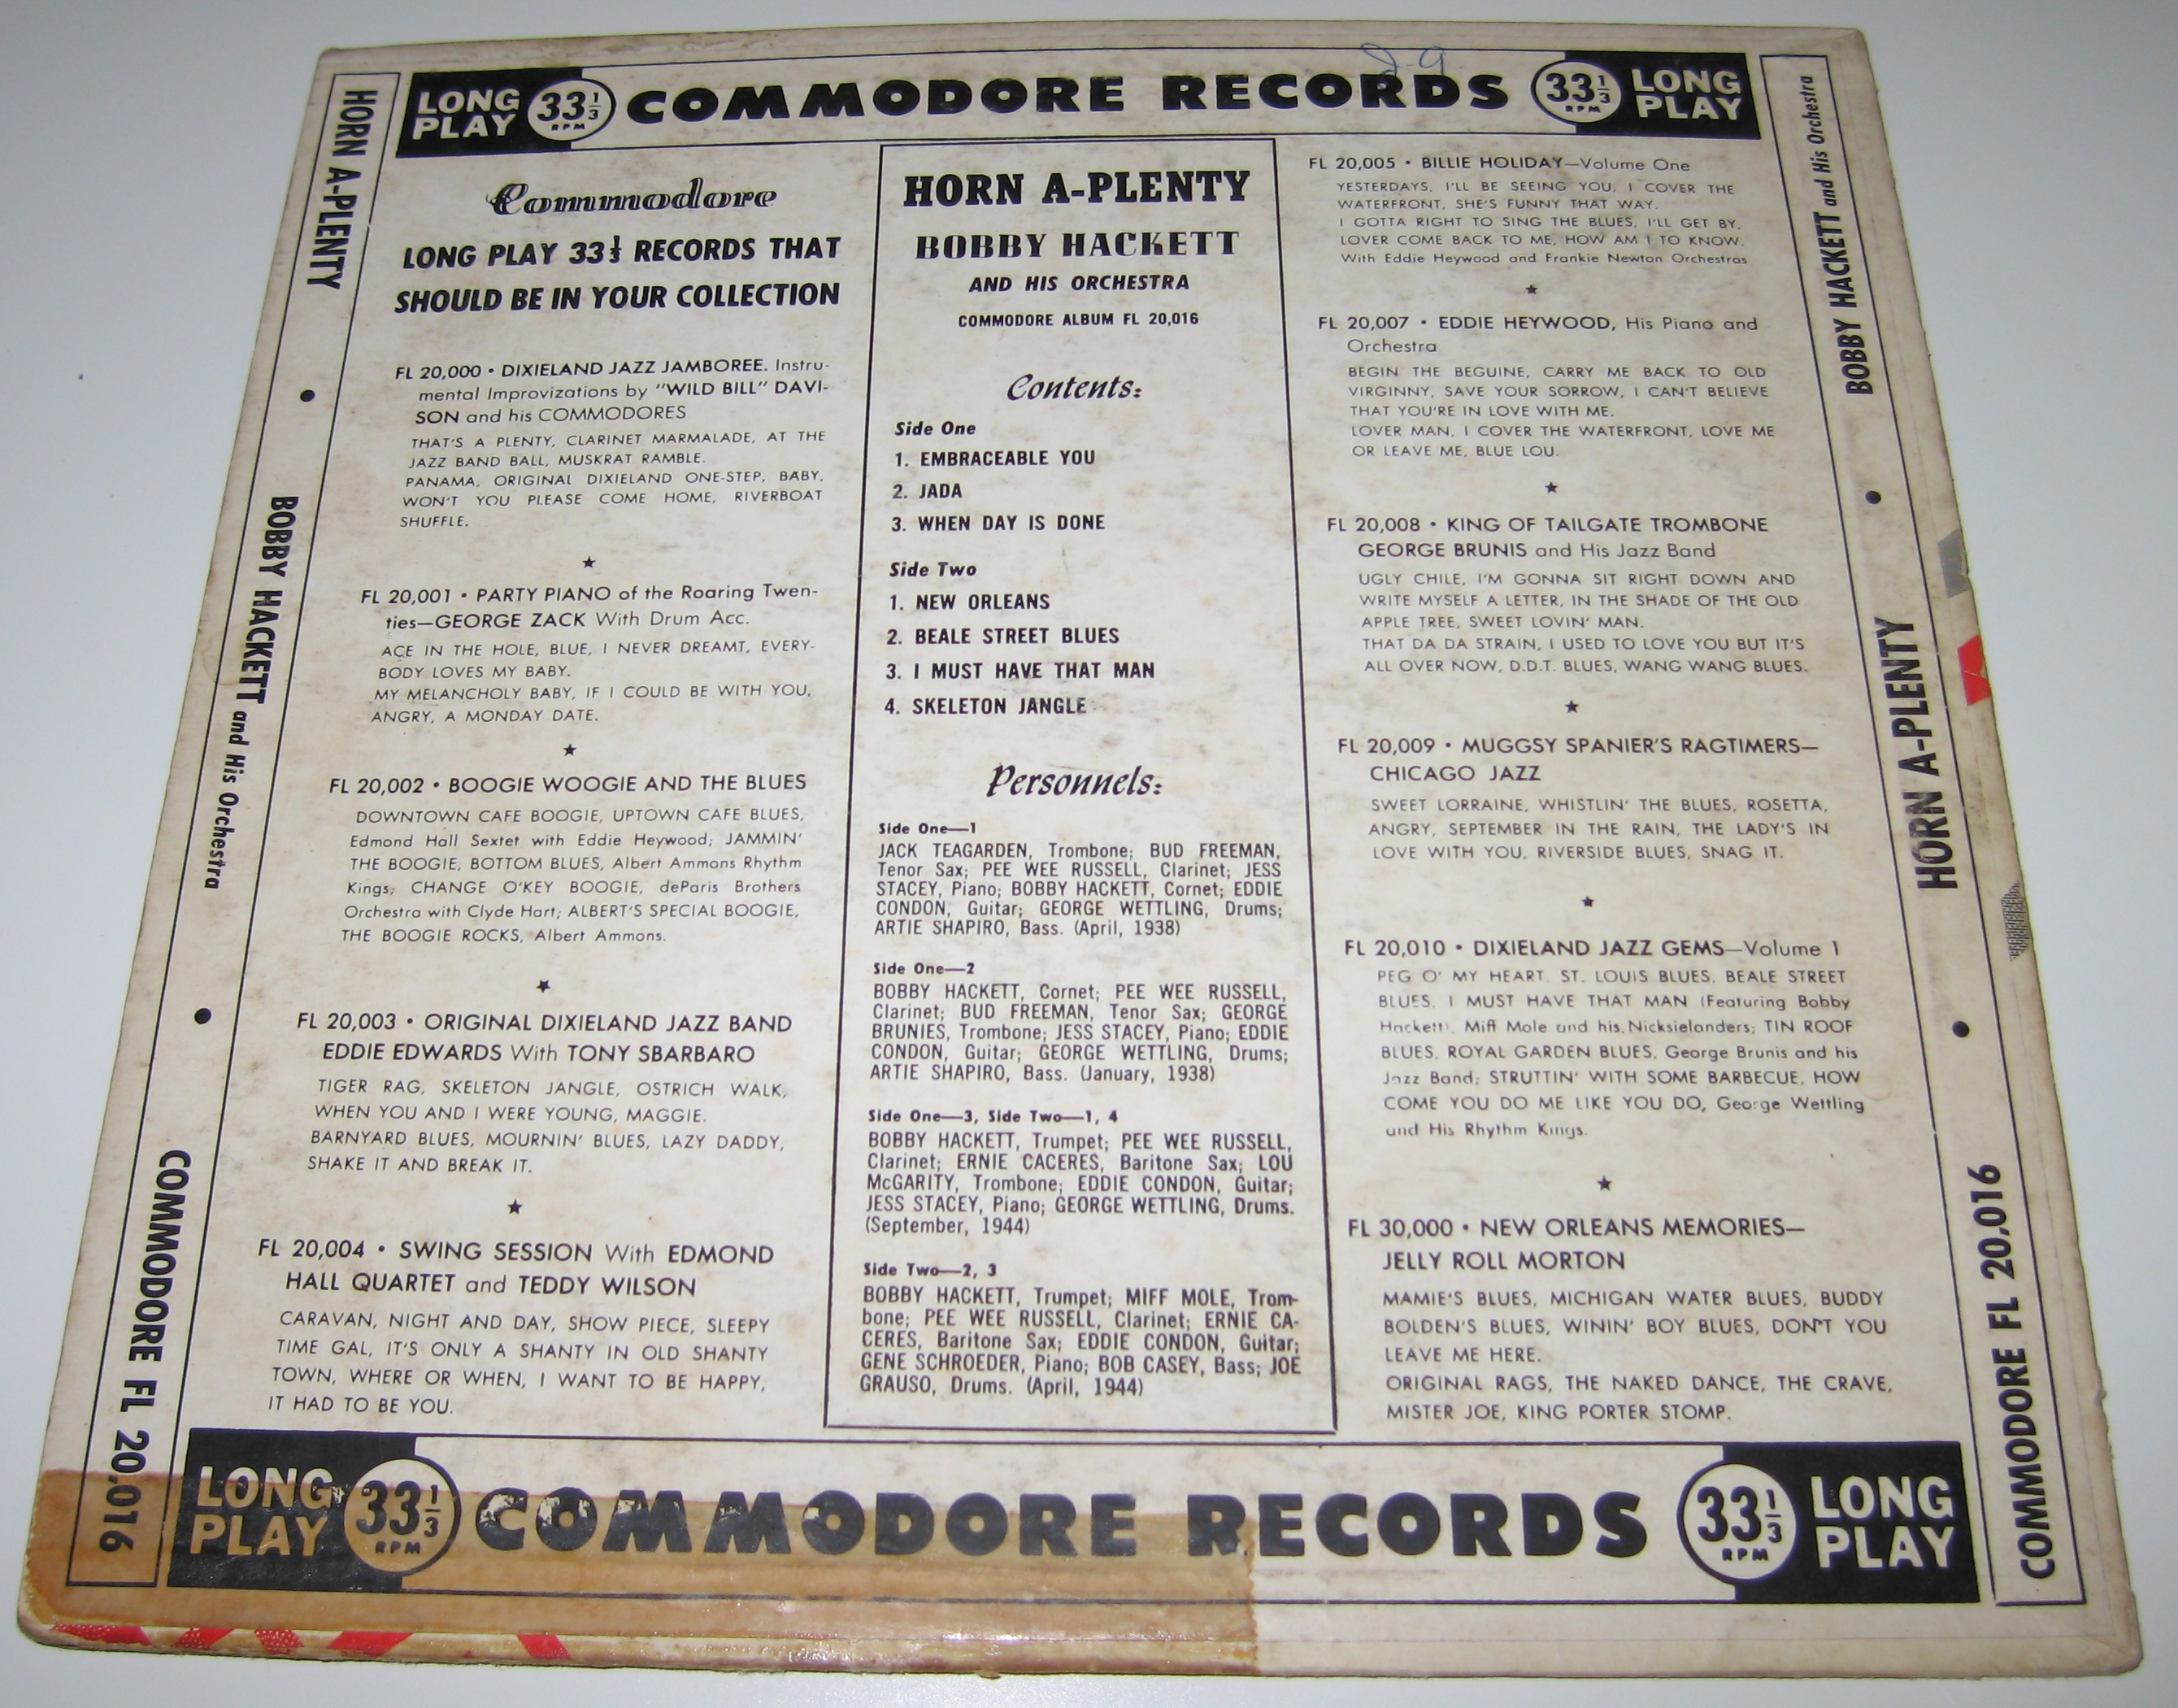 LONG PLAY 33 1/3 RPM COMMODORE RECORDS 33 1/3 RPM LONG PLAY
HORN A-PLENTY • BOBBY HACKETT and His Orchestra • COMMODORE FL 20,016
Commodore
LONG PLAY 33 1/3 RECORDS THAT
SHOULD BE IN YOUR COLLECTION
FL 20,000 • DIXIELAND JAZZ JAMBOREE. Instru-
mental Improvizations by "WILD BILL" DAVI-
SON and his COMMODORES
THAT'S A PLENTY, CLARINET MARMALADE, AT THE
JAZZ BAND BALL, MUSKRAT RAMBLE.
PANAMA, ORIGINAL DIXIELAND ONE-STEP, BABY,
WON'T YOU PLEASE COME HOME, RIVERBOAT
SHUFFLE.
★
FL 20,001 • PARTY PIANO of the Roaring Twen-
ties—GEORGE ZACK With Drum Acc.
ACE IN THE HOLE, BLUE, I NEVER DREAMT, EVERY-
BODY LOVES MY BABY.
MY MELANCHOLY BABY, IF I COULD BE WITH YOU,
ANGRY, A MONDAY DATE.
★
FL 20,002 • BOOGIE WOOGIE AND THE BLUES
DOWNTOWN CAFE BOOGIE, UPTOWN CAFE BLUES,
Edmond Hall Sextet with Eddie Heywood; JAMMIN'
THE BOOGIE, BOTTOM BLUES, Albert Ammons Rhythm
Kings; CHANGE O'KEY BOOGIE, deParis Brothers
Orchestra with Clyde Hart; ALBERT'S SPECIAL BOOGIE,
THE BOOGIE ROCKS, Albert Ammons.
★
FL 20,003 • ORIGINAL DIXIELAND JAZZ BAND
EDDIE EDWARDS With TONY SBARBARO
TIGER RAG, SKELETON JANGLE, OSTRICH WALK,
WHEN YOU AND I WERE YOUNG, MAGGIE.
BARNYARD BLUES, MOURNIN' BLUES, LAZY DADDY,
SHAKE IT AND BREAK IT.
★
FL 20,004 • SWING SESSION With EDMOND
HALL QUARTET and TEDDY WILSON
CARAVAN, NIGHT AND DAY, SHOW PIECE, SLEEPY
TIME GAL, IT'S ONLY A SHANTY IN OLD SHANTY
TOWN, WHERE OR WHEN, I WANT TO BE HAPPY,
IT HAD TO BE YOU.
HORN A-PLENTY
BOBBY HACKETT
AND HIS ORCHESTRA
COMMODORE ALBUM FL 20,016
Contents:
Side One
1. EMBRACEABLE YOU
2. JADA
3. WHEN DAY IS DONE
Side Two
1. NEW ORLEANS
2. BEALE STREET BLUES
3. I MUST HAVE THAT MAN
4. SKELETON JANGLE
Personnels:
Side One—1
JACK TEAGARDEN, Trombone; BUD FREEMAN,
Tenor Sax; PEE WEE RUSSELL, Clarinet; JESS
STACEY, Piano; BOBBY HACKETT, Cornet; EDDIE
CONDON, Guitar; GEORGE WETTLING, Drums;
ARTIE SHAPIRO, Bass. (April, 1938)
Side One—2
BOBBY HACKETT, Cornet; PEE WEE RUSSELL,
Clarinet; BUD FREEMAN, Tenor Sax; GEORGE
BRUNIES, Trombone; JESS STACEY, Piano; EDDIE
CONDON, Guitar; GEORGE WETTLING, Drums;
ARTIE SHAPIRO, Bass. (January, 1938)
Side One—3, Side Two—1, 4
BOBBY HACKETT, Trumpet; PEE WEE RUSSELL,
Clarinet; ERNIE CACERES, Baritone Sax; LOU
McGARITY, Trombone; EDDIE CONDON, Guitar;
JESS STACEY, Piano; GEORGE WETTLING, Drums.
(September, 1944)
Side Two—2, 3
BOBBY HACKETT, Trumpet; MIFF MOLE, Trom-
bone; PEE WEE RUSSELL, Clarinet; ERNIE CA-
CERES, Baritone Sax; EDDIE CONDON, Guitar;
GENE SCHROEDER, Piano; BOB CASEY, Bass; JOE
GRAUSO, Drums. (April, 1944)
FL 20,005 • BILLIE HOLIDAY—Volume One
YESTERDAYS, I'LL BE SEEING YOU, I COVER THE
WATERFRONT, SHE'S FUNNY THAT WAY.
I GOTTA RIGHT TO SING THE BLUES, I'LL GET BY,
LOVER COME BACK TO ME, HOW AM I TO KNOW.
With Eddie Heywood and Frankie Newton Orchestras
★
FL 20,007 • EDDIE HEYWOOD, His Piano and
Orchestra
BEGIN THE BEGUINE, CARRY ME BACK TO OLD
VIRGINNY, SAVE YOUR SORROW, I CAN'T BELIEVE
THAT YOU'RE IN LOVE WITH ME.
LOVER MAN, I COVER THE WATERFRONT, LOVE ME
OR LEAVE ME, BLUE LOU.
★
FL 20,008 • KING OF TAILGATE TROMBONE
GEORGE BRUNIS and His Jazz Band
UGLY CHILE, I'M GONNA SIT RIGHT DOWN AND
WRITE MYSELF A LETTER, IN THE SHADE OF THE OLD
APPLE TREE, SWEET LOVIN' MAN.
THAT DA DA STRAIN, I USED TO LOVE YOU BUT IT'S
ALL OVER NOW, D.D.T. BLUES, WANG WANG BLUES.
★
FL 20,009 • MUGGSY SPANIER'S RAGTIMERS—
CHICAGO JAZZ
SWEET LORRAINE, WHISTLIN' THE BLUES, ROSETTA,
ANGRY, SEPTEMBER IN THE RAIN, THE LADY'S IN
LOVE WITH YOU, RIVERSIDE BLUES, SNAG IT.
★
FL 20,010 • DIXIELAND JAZZ GEMS—Volume 1
PEG O' MY HEART, ST. LOUIS BLUES, BEALE STREET
BLUES, I MUST HAVE THAT MAN (Featuring Bobby
Hackett), Miff Mole and his Nicksielanders; TIN ROOF
BLUES, ROYAL GARDEN BLUES, George Brunis and his
Jazz Band; STRUTTIN' WITH SOME BARBECUE, HOW
COME YOU DO ME LIKE YOU DO, George Wettling
and His Rhythm Kings.
★
FL 30,000 • NEW ORLEANS MEMORIES—
JELLY ROLL MORTON
MAMIE'S BLUES, MICHIGAN WATER BLUES, BUDDY
BOLDEN'S BLUES, WININ' BOY BLUES, DON'T YOU
LEAVE ME HERE.
ORIGINAL RAGS, THE NAKED DANCE, THE CRAVE,
MISTER JOE, KING PORTER STOMP.
BOBBY HACKETT and His Orchestra • HORN A-PLENTY • COMMODORE FL 20,016
LONG PLAY 33 1/3 RPM COMMODORE RECORDS 33 1/3 RPM LONG PLAY